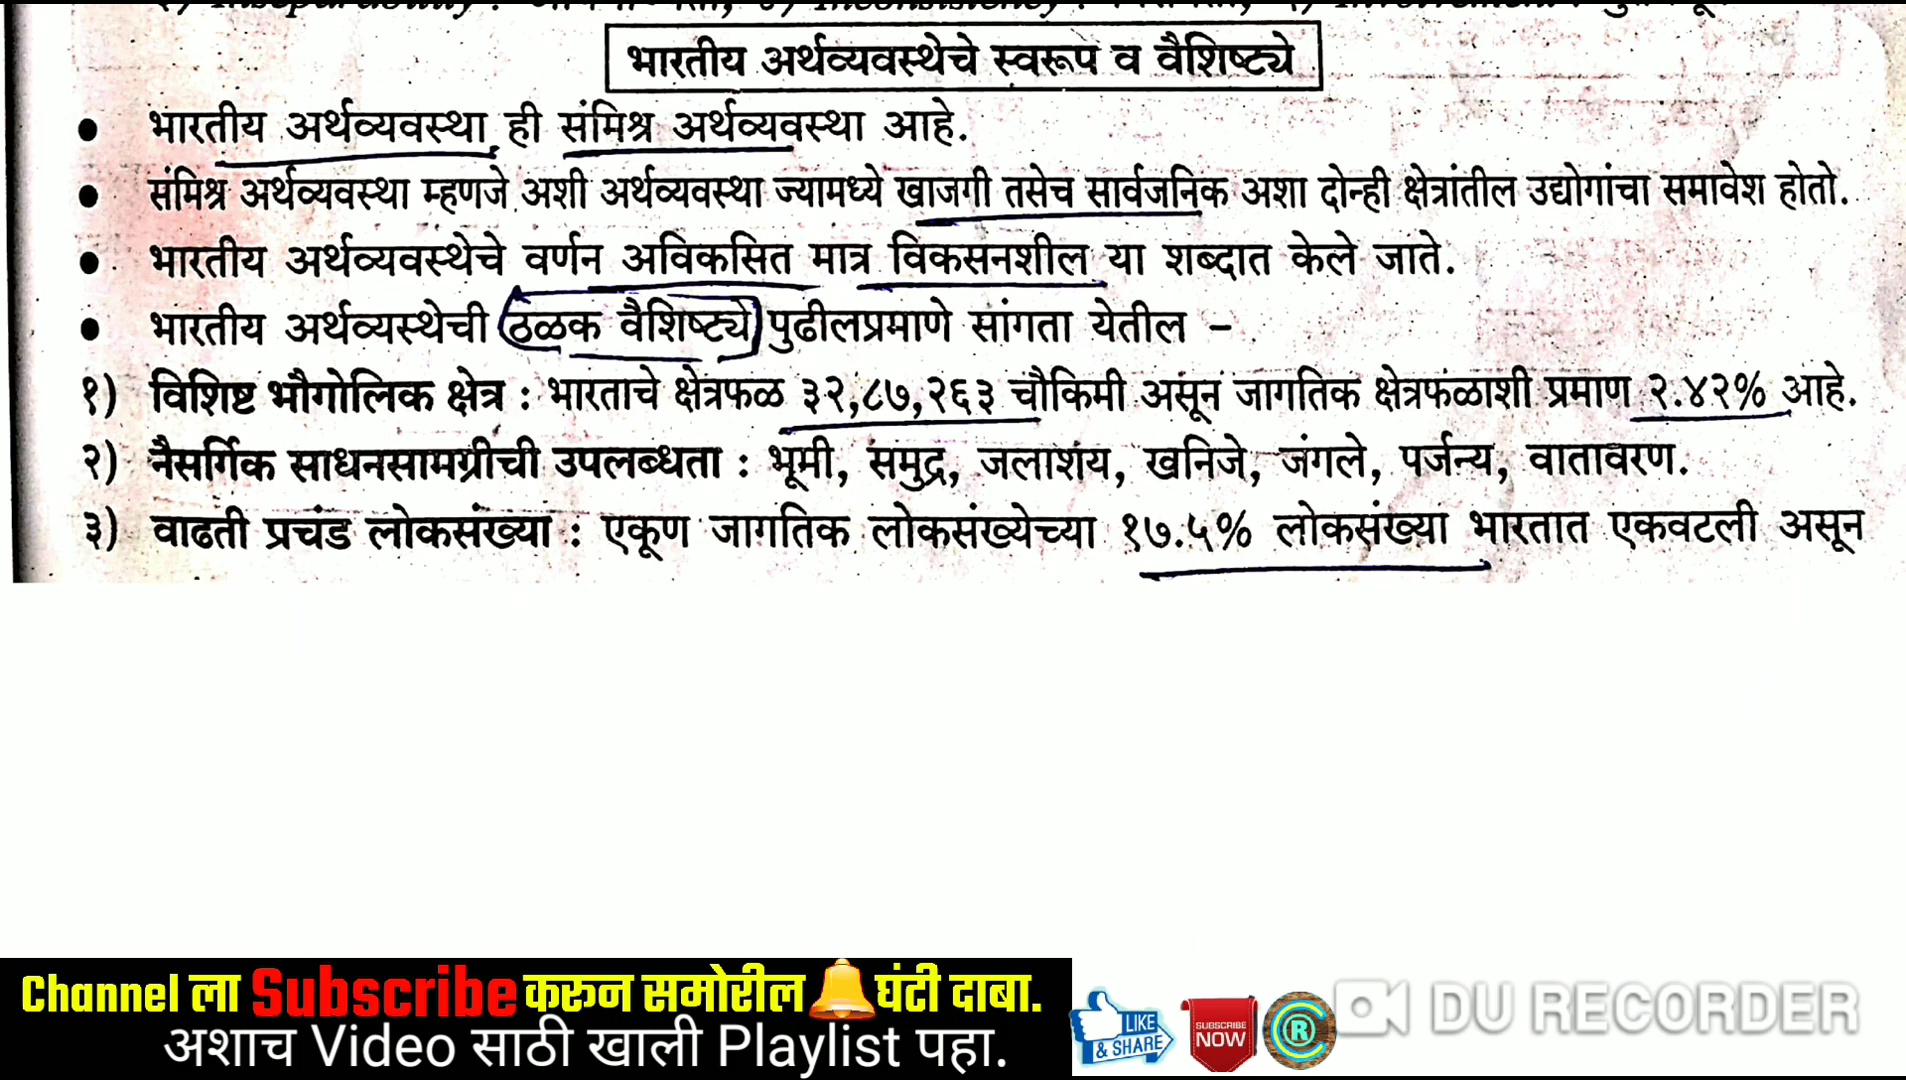 भारतीय अर्थव्यवस्थेचे स्वरूप व वैशिष्ट्ये
• भारतीय अर्थव्यवस्था ही संमिश्र अर्थव्यवस्था आहे.
• संमिश्र अर्थव्यवस्था म्हणजे अशी अर्थव्यवस्था ज्यामध्ये खाजगी तसेच सार्वजनिक अशा दोन्ही क्षेत्रांतील उद्योगांचा समावेश होतो.
• भारतीय अर्थव्यवस्थेचे वर्णन अविकसित मात्र विकसनशील या शब्दात केले जाते.
• भारतीय अर्थव्यस्थेची ठळक वैशिष्ट्ये पुढीलप्रमाणे सांगता येतील –
१) विशिष्ट भौगोलिक क्षेत्र : भारताचे क्षेत्रफळ ३२,८७,२६३ चौकिमी असून जागतिक क्षेत्रफळाशी प्रमाण २.४२% आहे.
२) नैसर्गिक साधनसामग्रीची उपलब्धता : भूमी, समुद्र, जलाशय, खनिजे, जंगले, पर्जन्य, वातावरण.
३) वाढती प्रचंड लोकसंख्या : एकूण जागतिक लोकसंख्येच्या १७.५% लोकसंख्या भारतात एकवटली असून
Channel ला Subscribe करून समोरील घंटी दाबा.
अशाच Video साठी खाली Playlist पहा.
LIKE & SHARE
SUBSCRIBE NOW
R
DU RECORDER